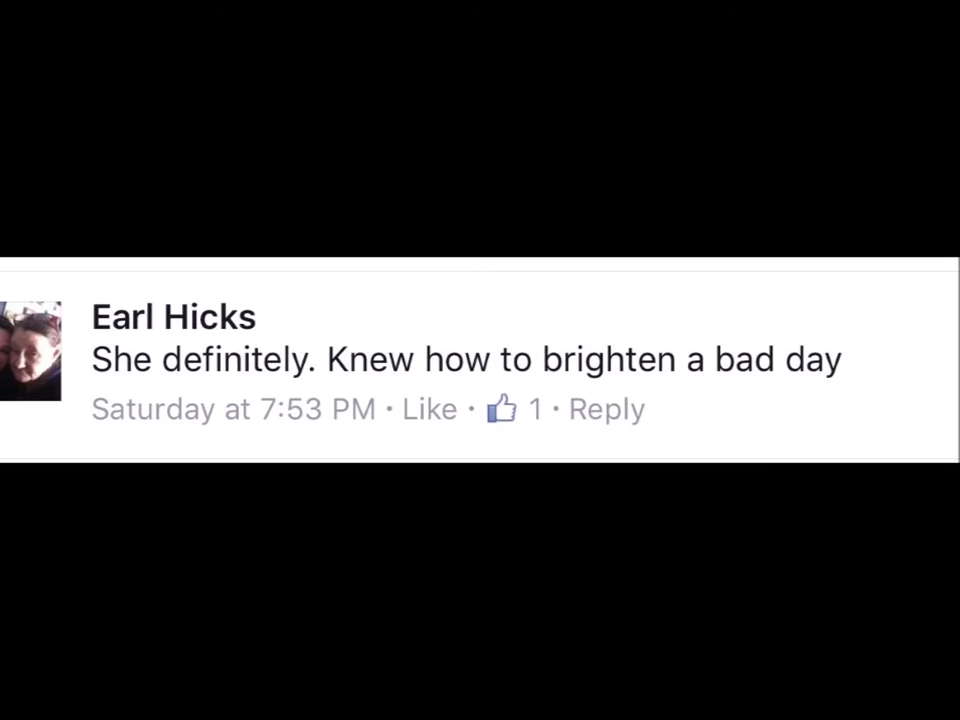 Earl Hicks
She definitely. Knew how to brighten a bad day
Saturday at 7:53 PM · Like · 1 · Reply